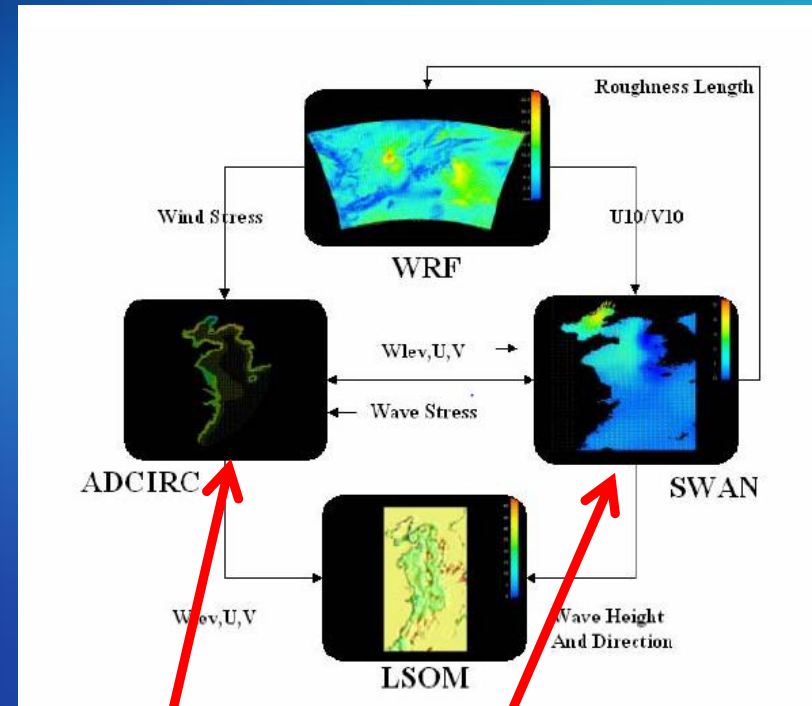 Roughness Length
Wind Stress
U10/V10
WRF
Wlev,U,V
Wave Stress
ADCIRC
SWAN
Wlev,U,V
Wave Height
And Direction
LSOM